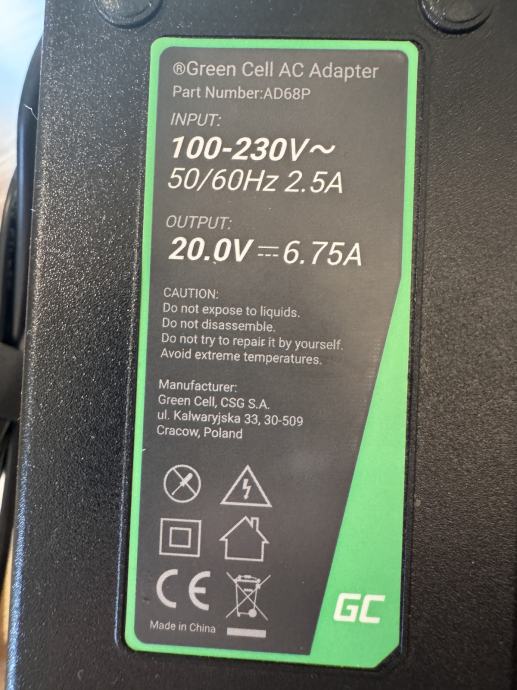 ®Green Cell AC Adapter
Part Number:AD68P
INPUT:
100-230V～
50/60Hz 2.5A
OUTPUT:
20.0V⎓6.75A
CAUTION:
Do not expose to liquids.
Do not disassemble.
Do not try to repair it by yourself.
Avoid extreme temperatures.
Manufacturer:
Green Cell, CSG S.A.
ul. Kalwaryjska 33, 30-509
Cracow, Poland
CE
GC
Made in China